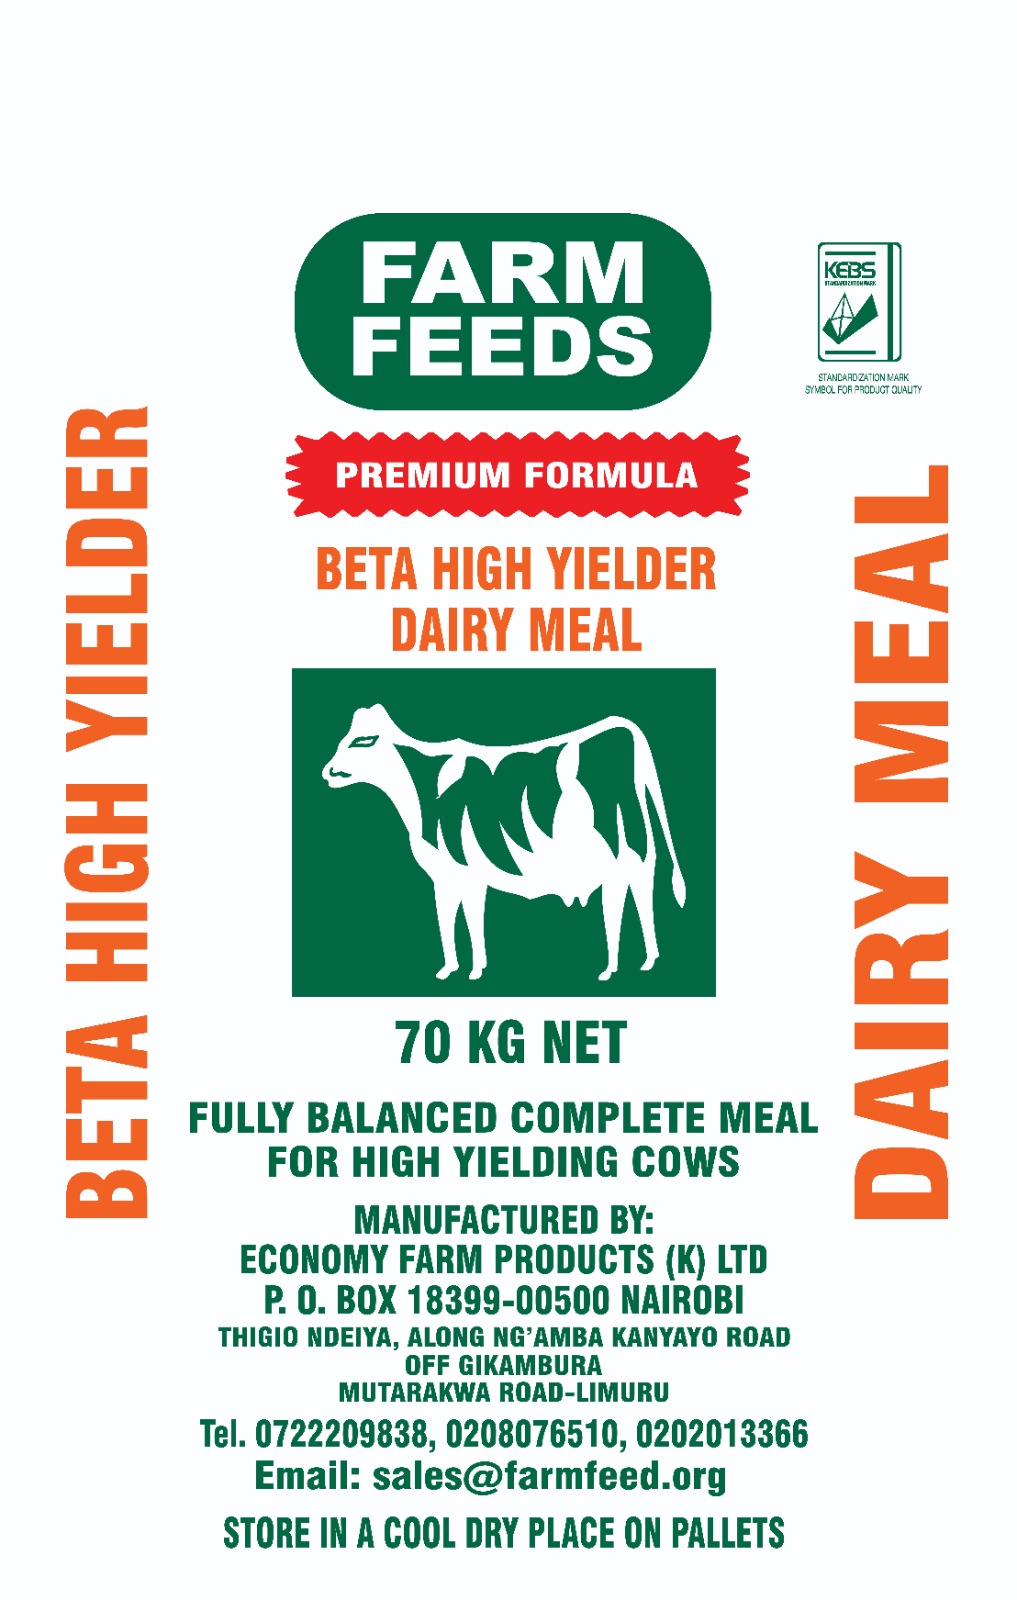 FARM
FEEDS
KEBS
STANDARDIZATION MARK
STANDARDIZATION MARK
SYMBOL FOR PRODUCT QUALITY
PREMIUM FORMULA
BETA HIGH YIELDER
DAIRY MEAL
BETA HIGH YIELDER
DAIRY MEAL
70 KG NET
FULLY BALANCED COMPLETE MEAL
FOR HIGH YIELDING COWS
MANUFACTURED BY:
ECONOMY FARM PRODUCTS (K) LTD
P. O. BOX 18399-00500 NAIROBI
THIGIO NDEIYA, ALONG NG'AMBA KANYAYO ROAD
OFF GIKAMBURA
MUTARAKWA ROAD-LIMURU
Tel. 0722209838, 0208076510, 0202013366
Email: sales@farmfeed.org
STORE IN A COOL DRY PLACE ON PALLETS